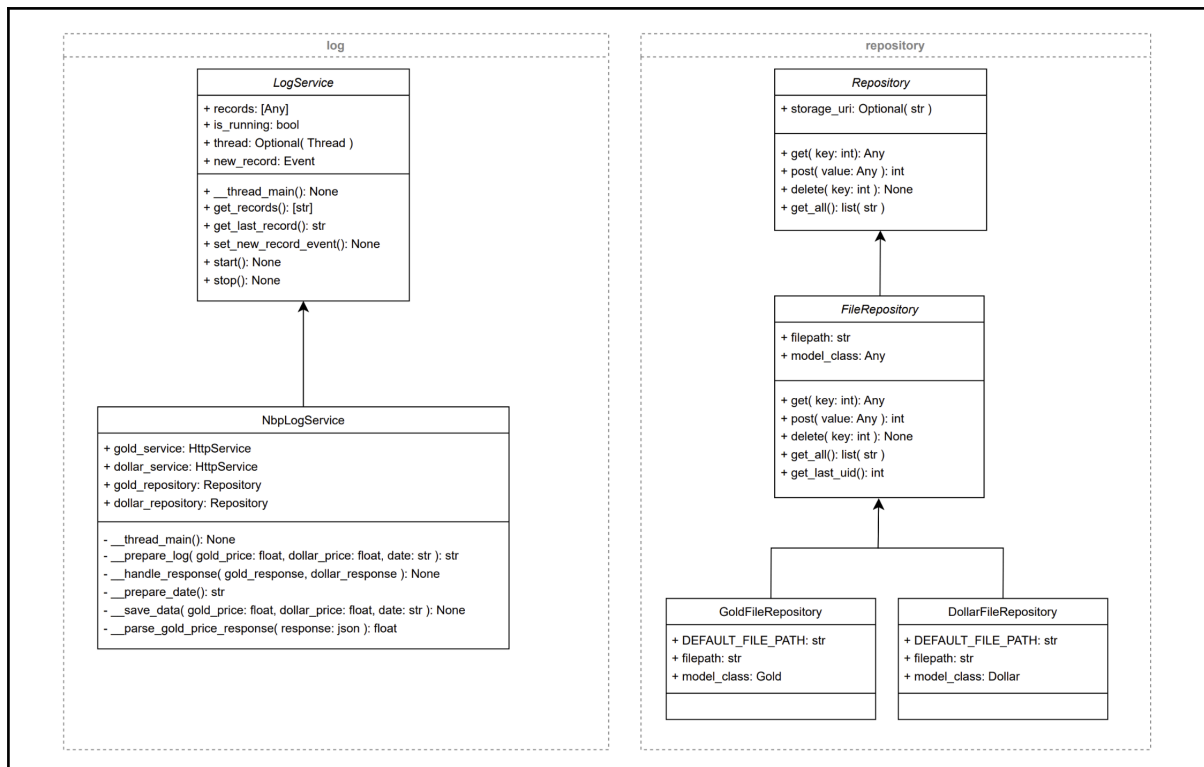 log
LogService
+ records: [Any]
+ is_running: bool
+ thread: Optional( Thread )
+ new_record: Event
+ __thread_main(): None
+ get_records(): [str]
+ get_last_record(): str
+ set_new_record_event(): None
+ start(): None
+ stop(): None
NbpLogService
+ gold_service: HttpService
+ dollar_service: HttpService
+ gold_repository: Repository
+ dollar_repository: Repository
- __thread_main(): None
- __prepare_log( gold_price: float, dollar_price: float, date: str ): str
- __handle_response( gold_response, dollar_response ): None
- __prepare_date(): str
- __save_data( gold_price: float, dollar_price: float, date: str ): None
- __parse_gold_price_response( response: json ): float
repository
Repository
+ storage_uri: Optional( str )
+ get( key: int): Any
+ post( value: Any ): int
+ delete( key: int ): None
+ get_all(): list( str )
FileRepository
+ filepath: str
+ model_class: Any
+ get( key: int): Any
+ post( value: Any ): int
+ delete( key: int ): None
+ get_all(): list( str )
+ get_last_uid(): int
GoldFileRepository
+ DEFAULT_FILE_PATH: str
+ filepath: str
+ model_class: Gold
DollarFileRepository
+ DEFAULT_FILE_PATH: str
+ filepath: str
+ model_class: Dollar